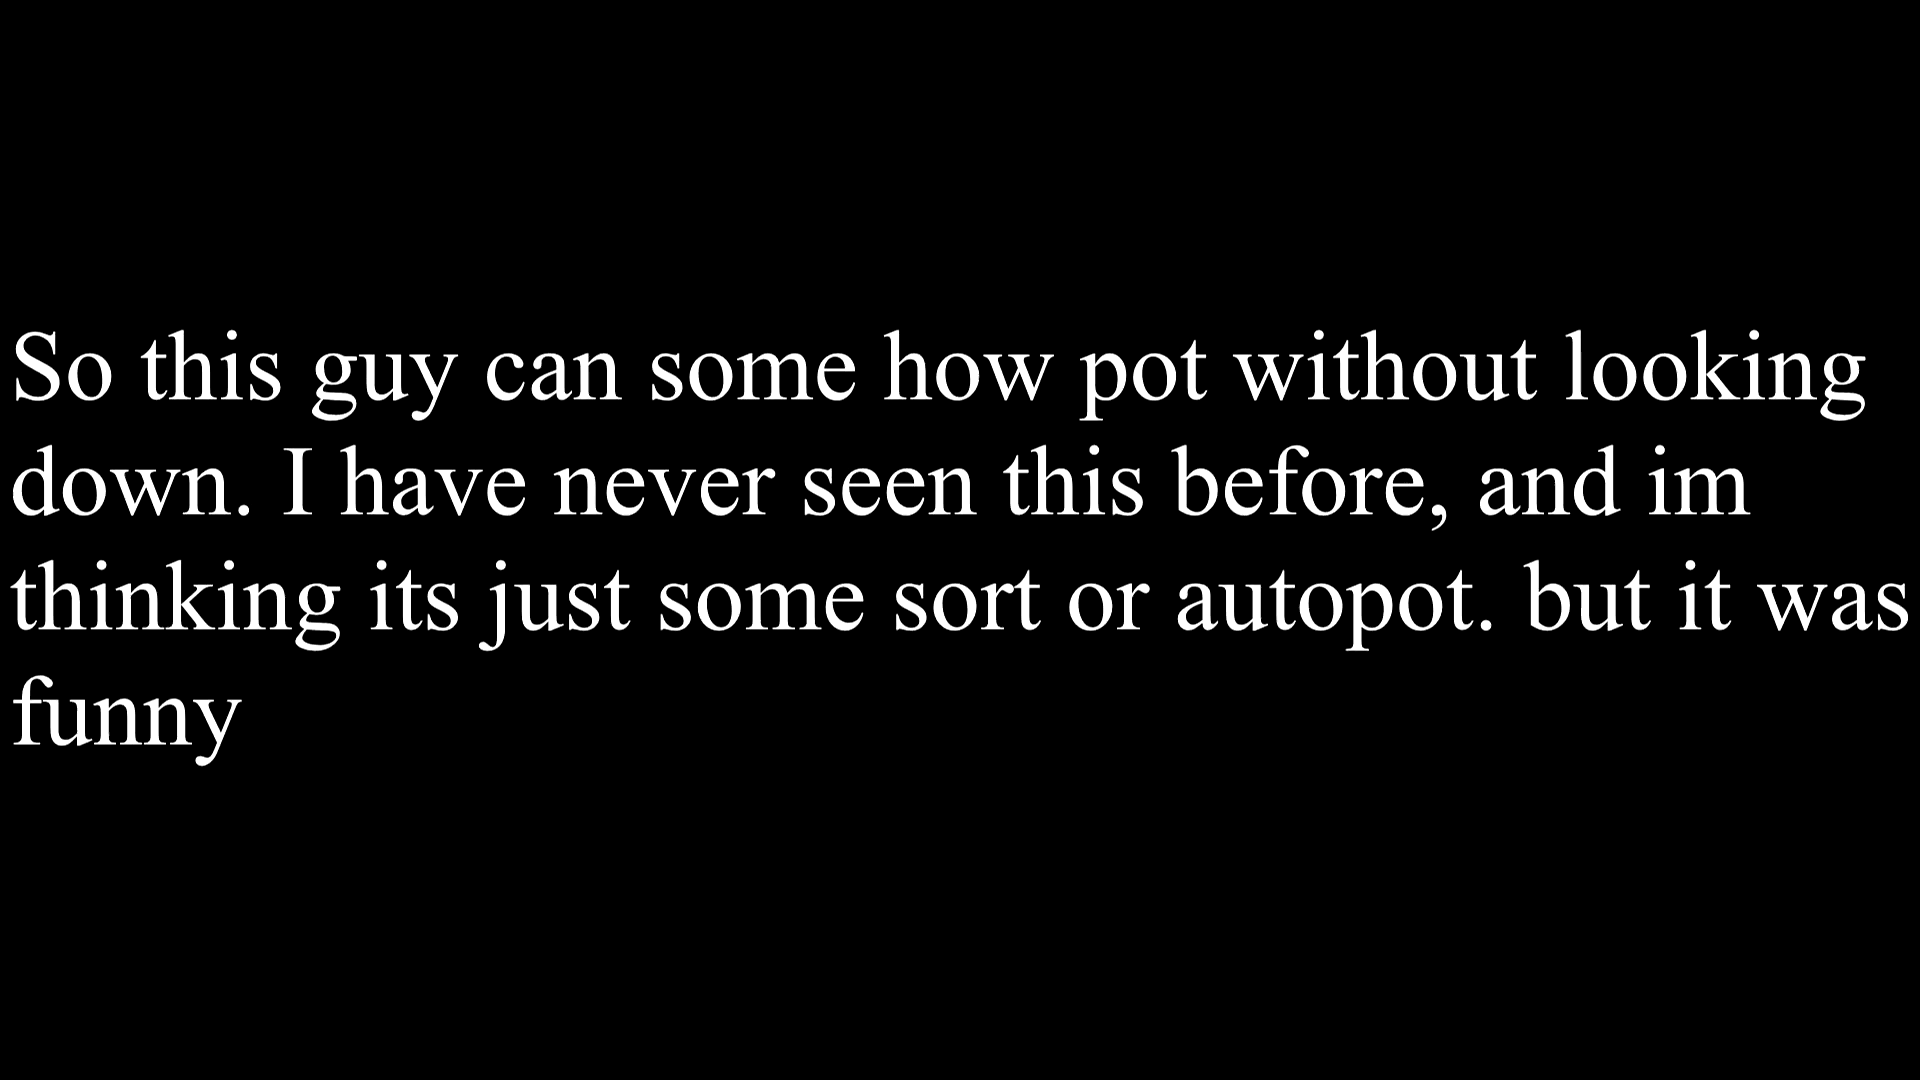 So this guy can some how pot without looking
down. I have never seen this before, and im
thinking its just some sort or autopot. but it was
funny